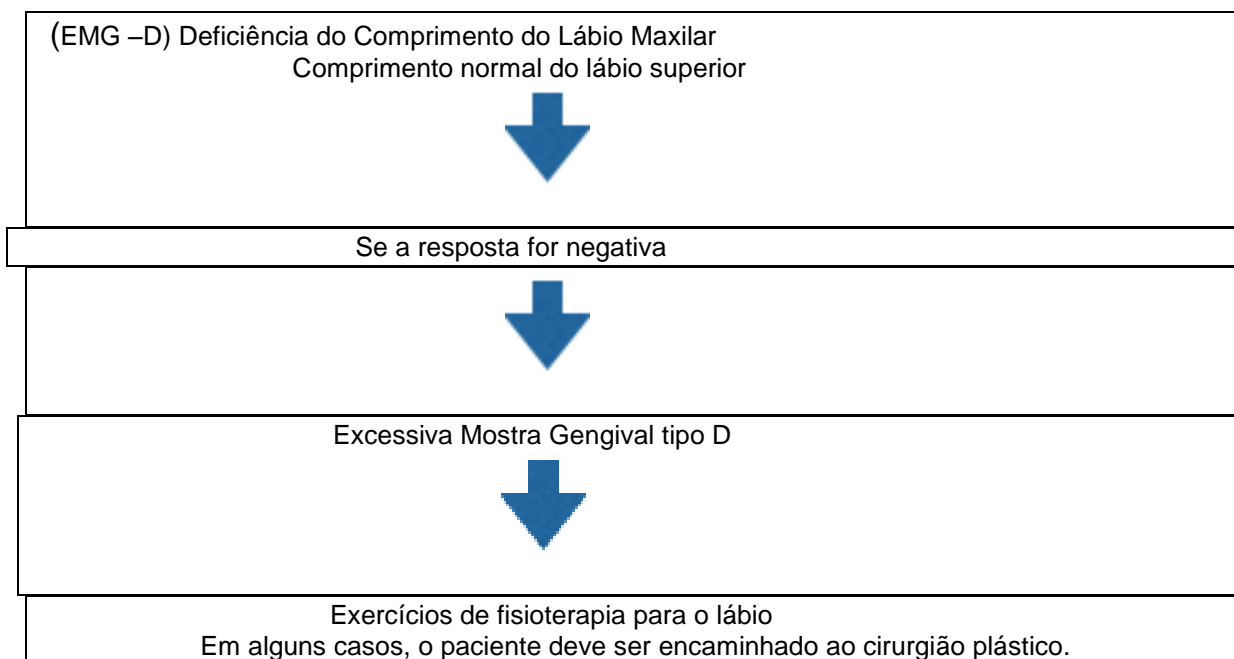 (EMG –D) Deficiência do Comprimento do Lábio Maxilar
Comprimento normal do lábio superior
Se a resposta for negativa
Excessiva Mostra Gengival tipo D
Exercícios de fisioterapia para o lábio
Em alguns casos, o paciente deve ser encaminhado ao cirurgião plástico.